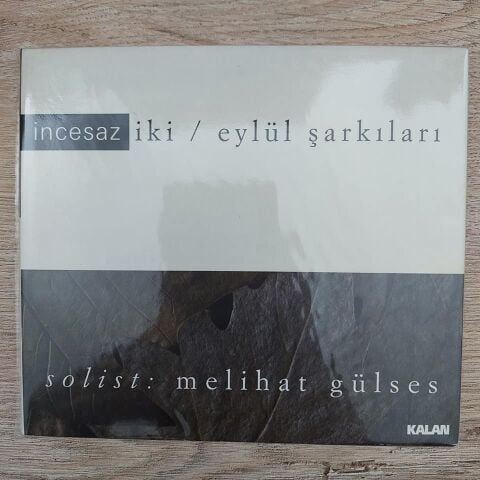 incesaz iki / eylül şarkıları
solist: melihat gülses
KALAN